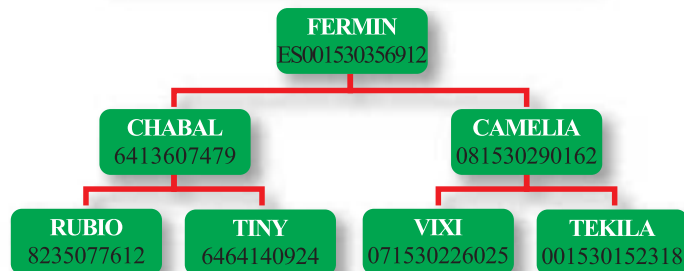 FERMIN
ES001530356912
CHABAL
6413607479
CAMELIA
081530290162
RUBIO
8235077612
TINY
6464140924
VIXI
071530226025
TEKILA
001530152318